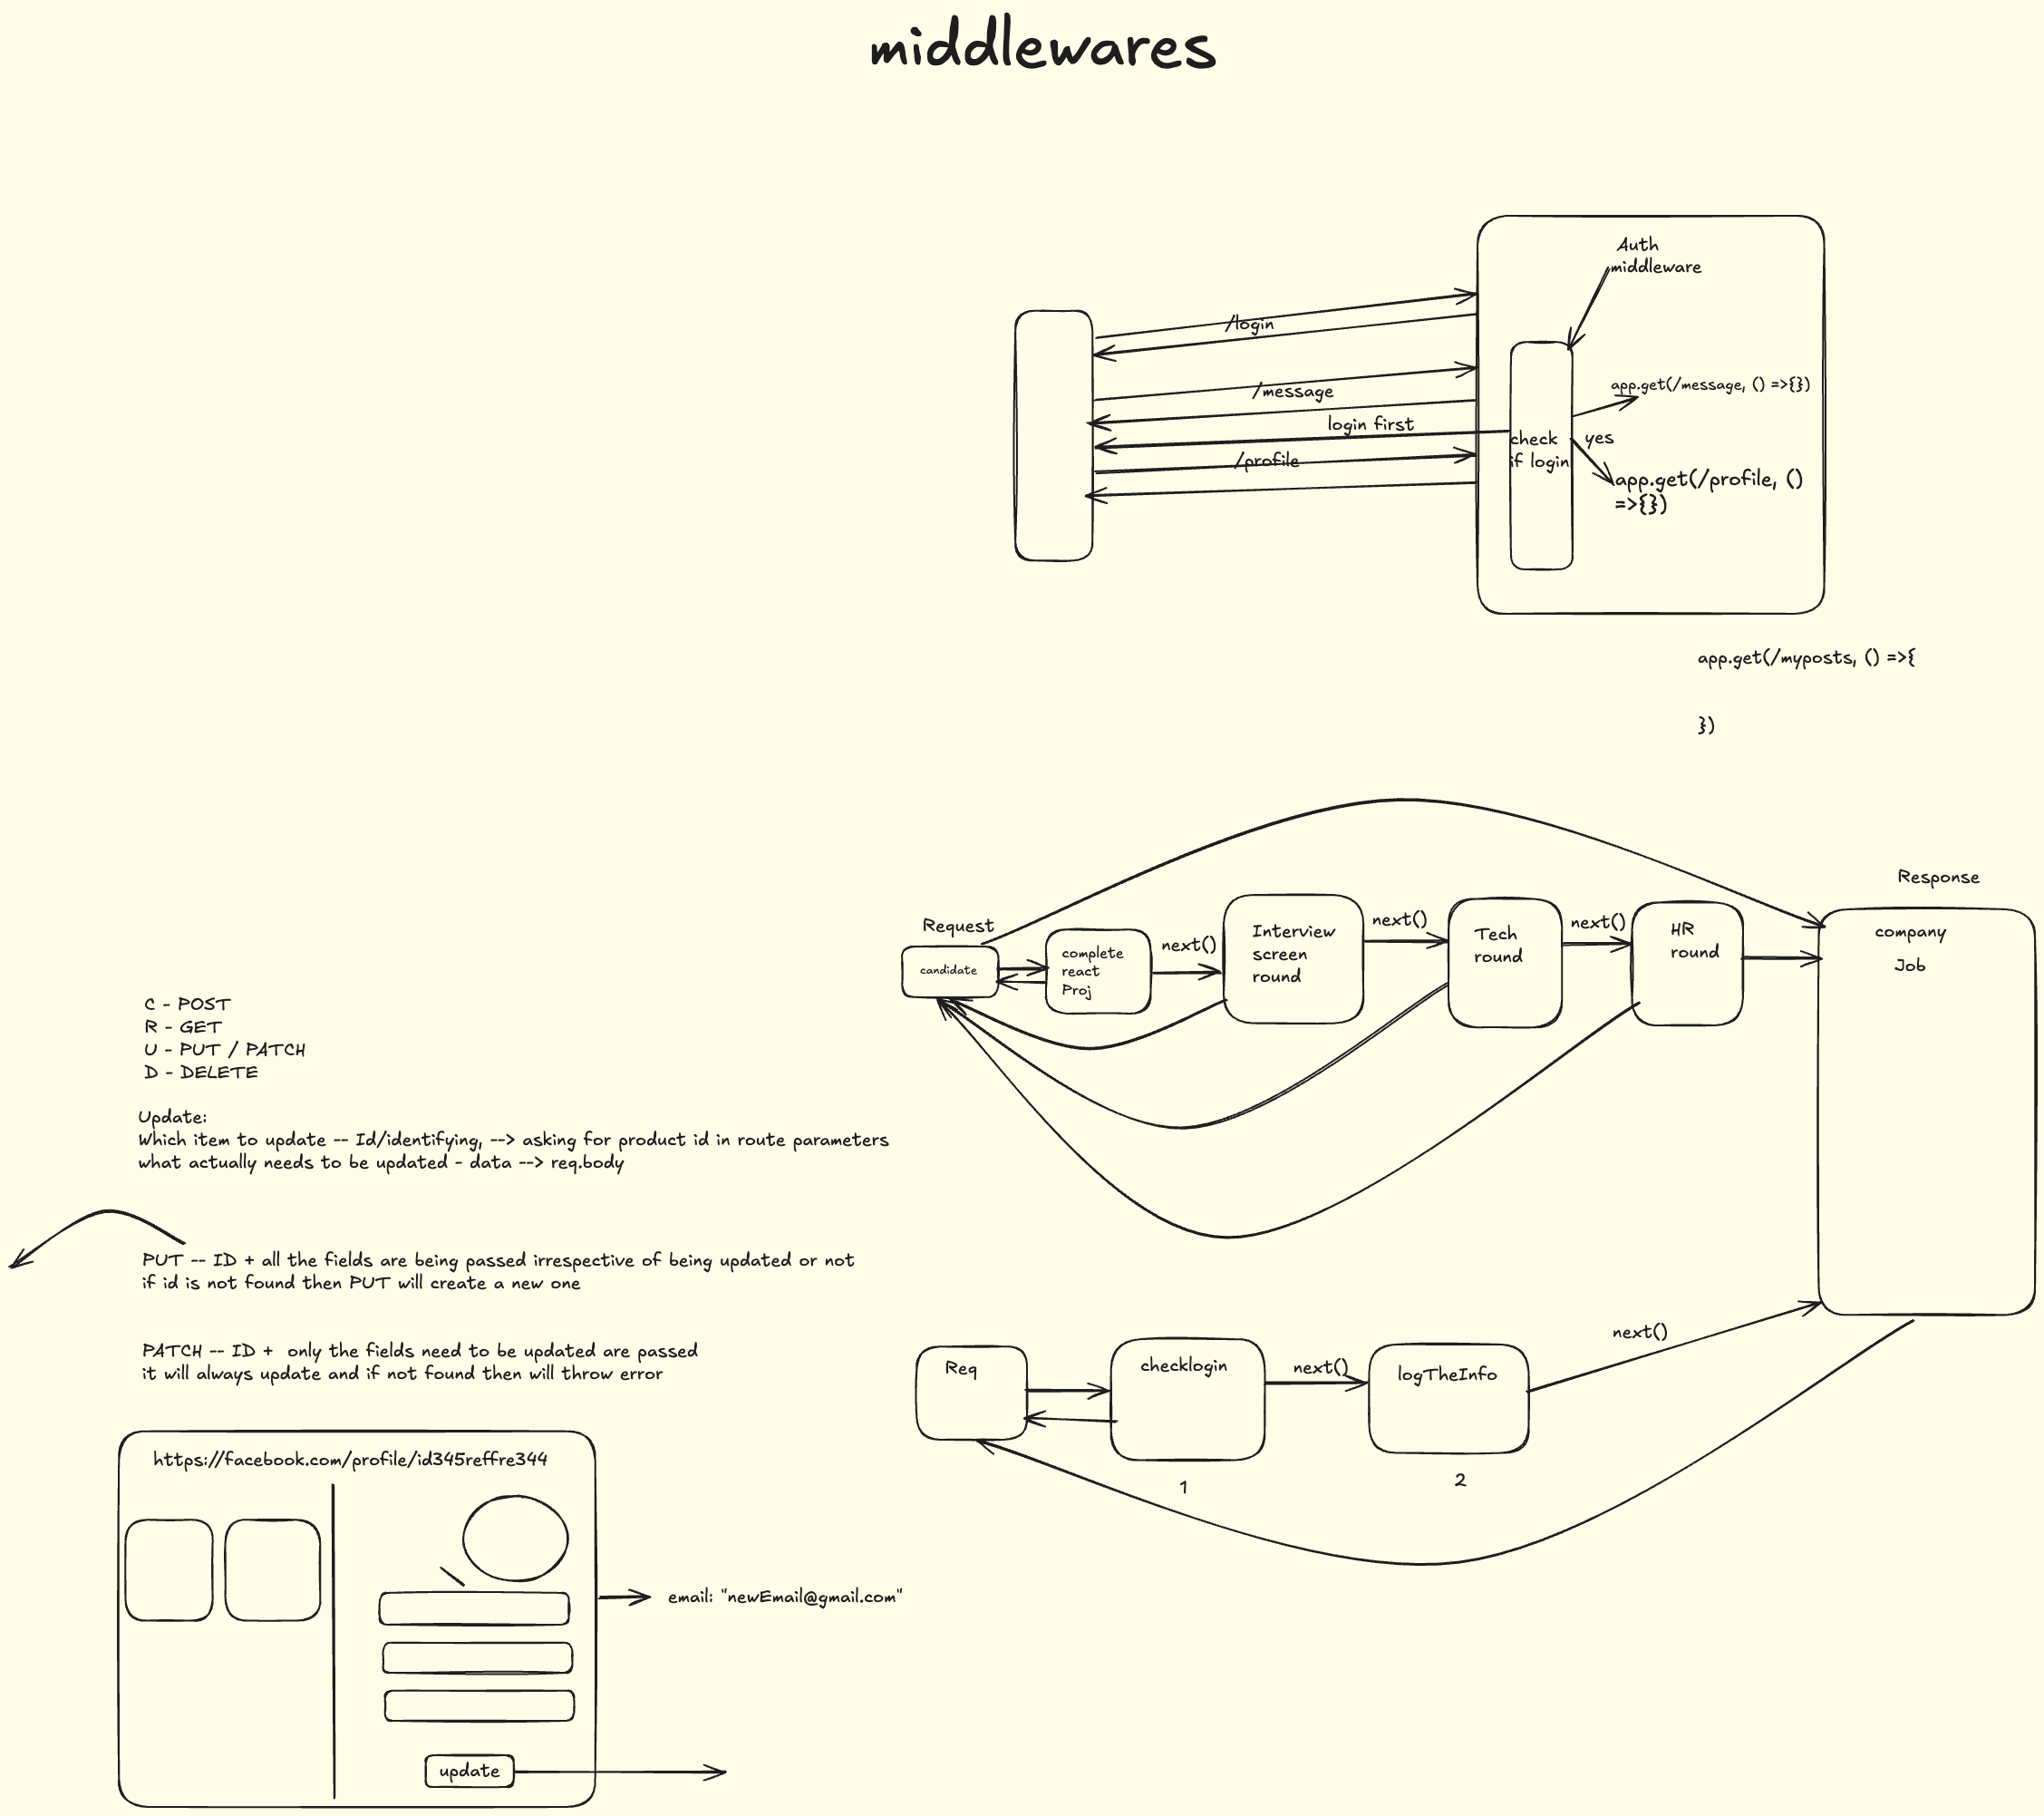 middlewares
Auth
middleware
/login
/message
login first
/profile
check
if login
yes
app.get(/message, () =>{})
app.get(/profile, ()
=>{})
app.get(/myposts, () =>{
})
Response
company
Job
Request
candidate
complete
react
Proj
next()
Interview
screen
round
next()
Tech
round
next()
HR
round
C - POST
R - GET
U - PUT / PATCH
D - DELETE
Update:
Which item to update -- Id/identifying, --> asking for product id in route parameters
what actually needs to be updated - data --> req.body
PUT -- ID + all the fields are being passed irrespective of being updated or not
if id is not found then PUT will create a new one
PATCH -- ID +  only the fields need to be updated are passed
it will always update and if not found then will throw error
Req
checklogin
next()
logTheInfo
next()
1
2
https://facebook.com/profile/id345reffre344
email: "newEmail@gmail.com"
update